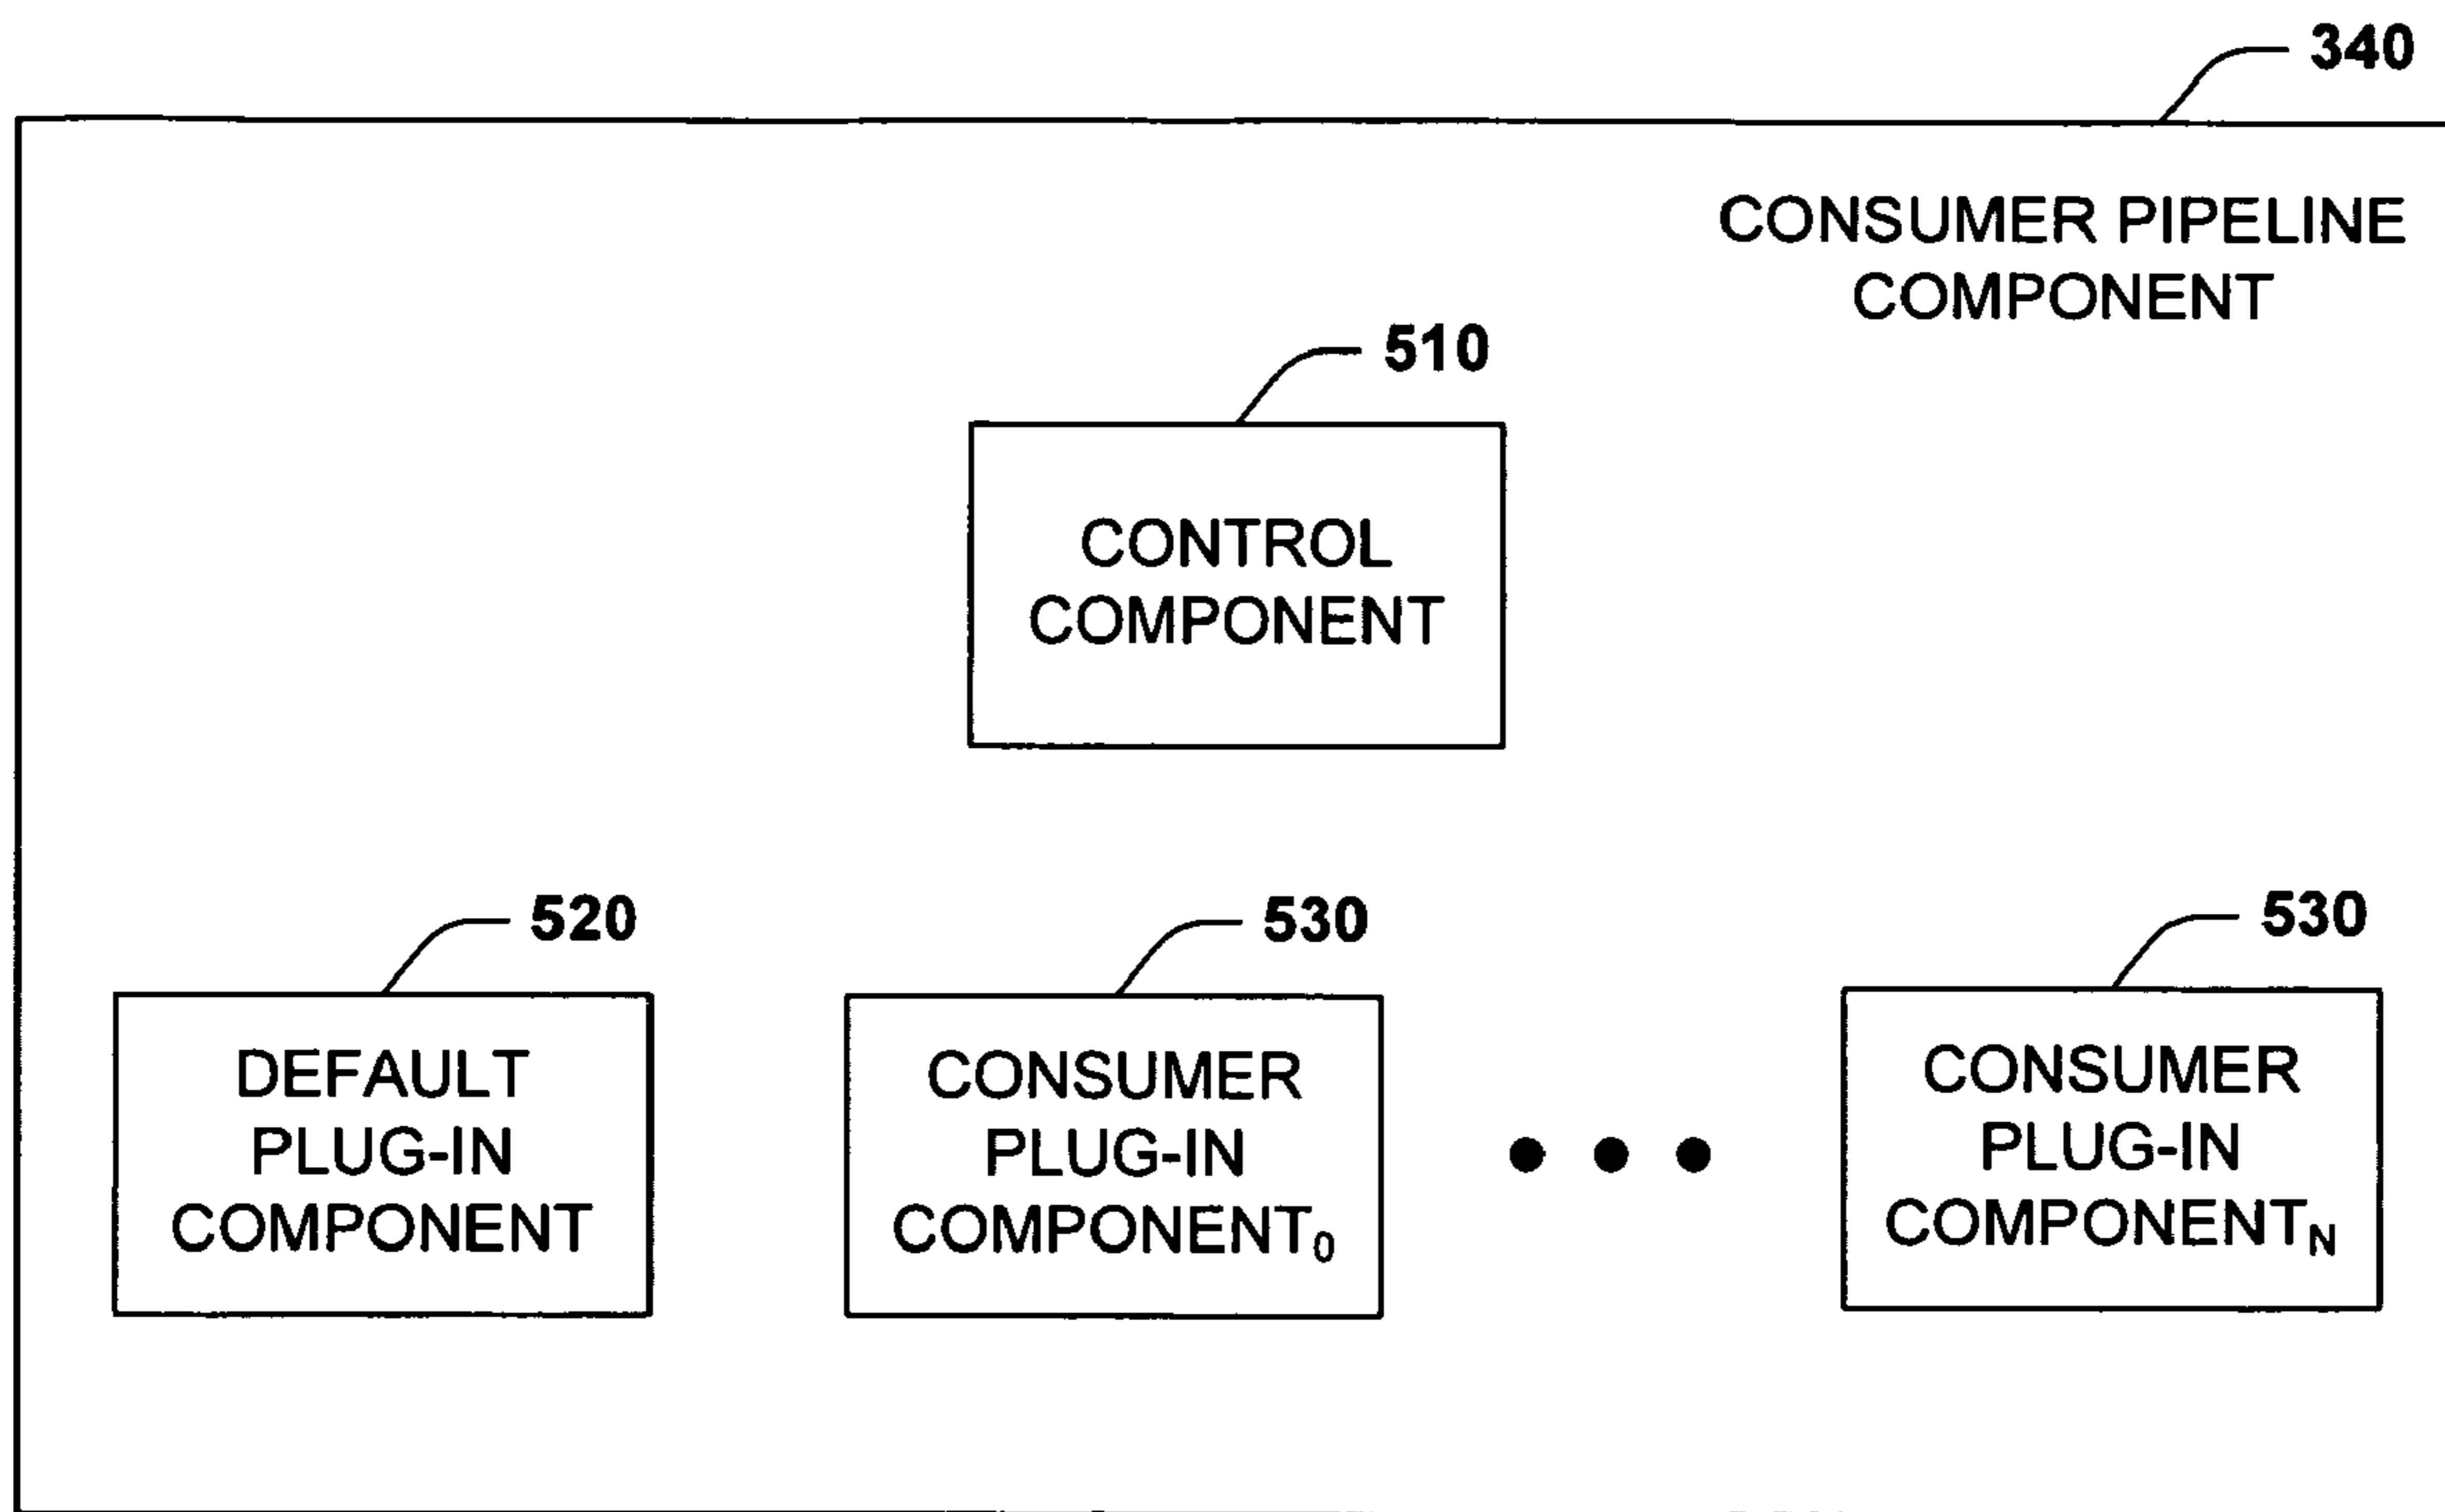 340
CONSUMER PIPELINE
COMPONENT
510
CONTROL
COMPONENT
520
DEFAULT
PLUG-IN
COMPONENT
530
CONSUMER
PLUG-IN
COMPONENT₀
530
CONSUMER
PLUG-IN
COMPONENT_N